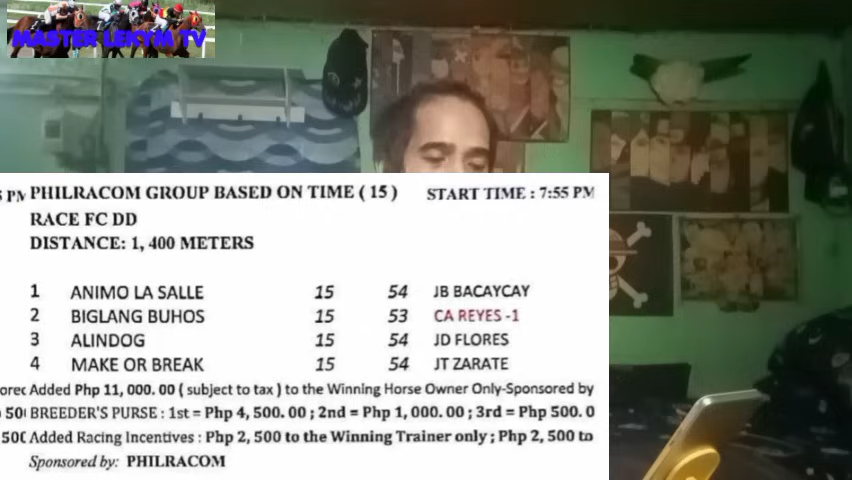 MASTER LEKYM TV
PM PHILRACOM GROUP BASED ON TIME ( 15 ) START TIME : 7:55 PM
RACE FC DD
DISTANCE: 1, 400 METERS
1 ANIMO LA SALLE 15 54 JB BACAYCAY
2 BIGLANG BUHOS 15 53 CA REYES -1
3 ALINDOG 15 54 JD FLORES
4 MAKE OR BREAK 15 54 JT ZARATE
Added Php 11, 000. 00 ( subject to tax ) to the Winning Horse Owner Only-Sponsored by
BREEDER'S PURSE : 1st = Php 4, 500. 00 ; 2nd = Php 1, 000. 00 ; 3rd = Php 500. 0
Added Racing Incentives : Php 2, 500 to the Winning Trainer only ; Php 2, 500 to
Sponsored by: PHILRACOM